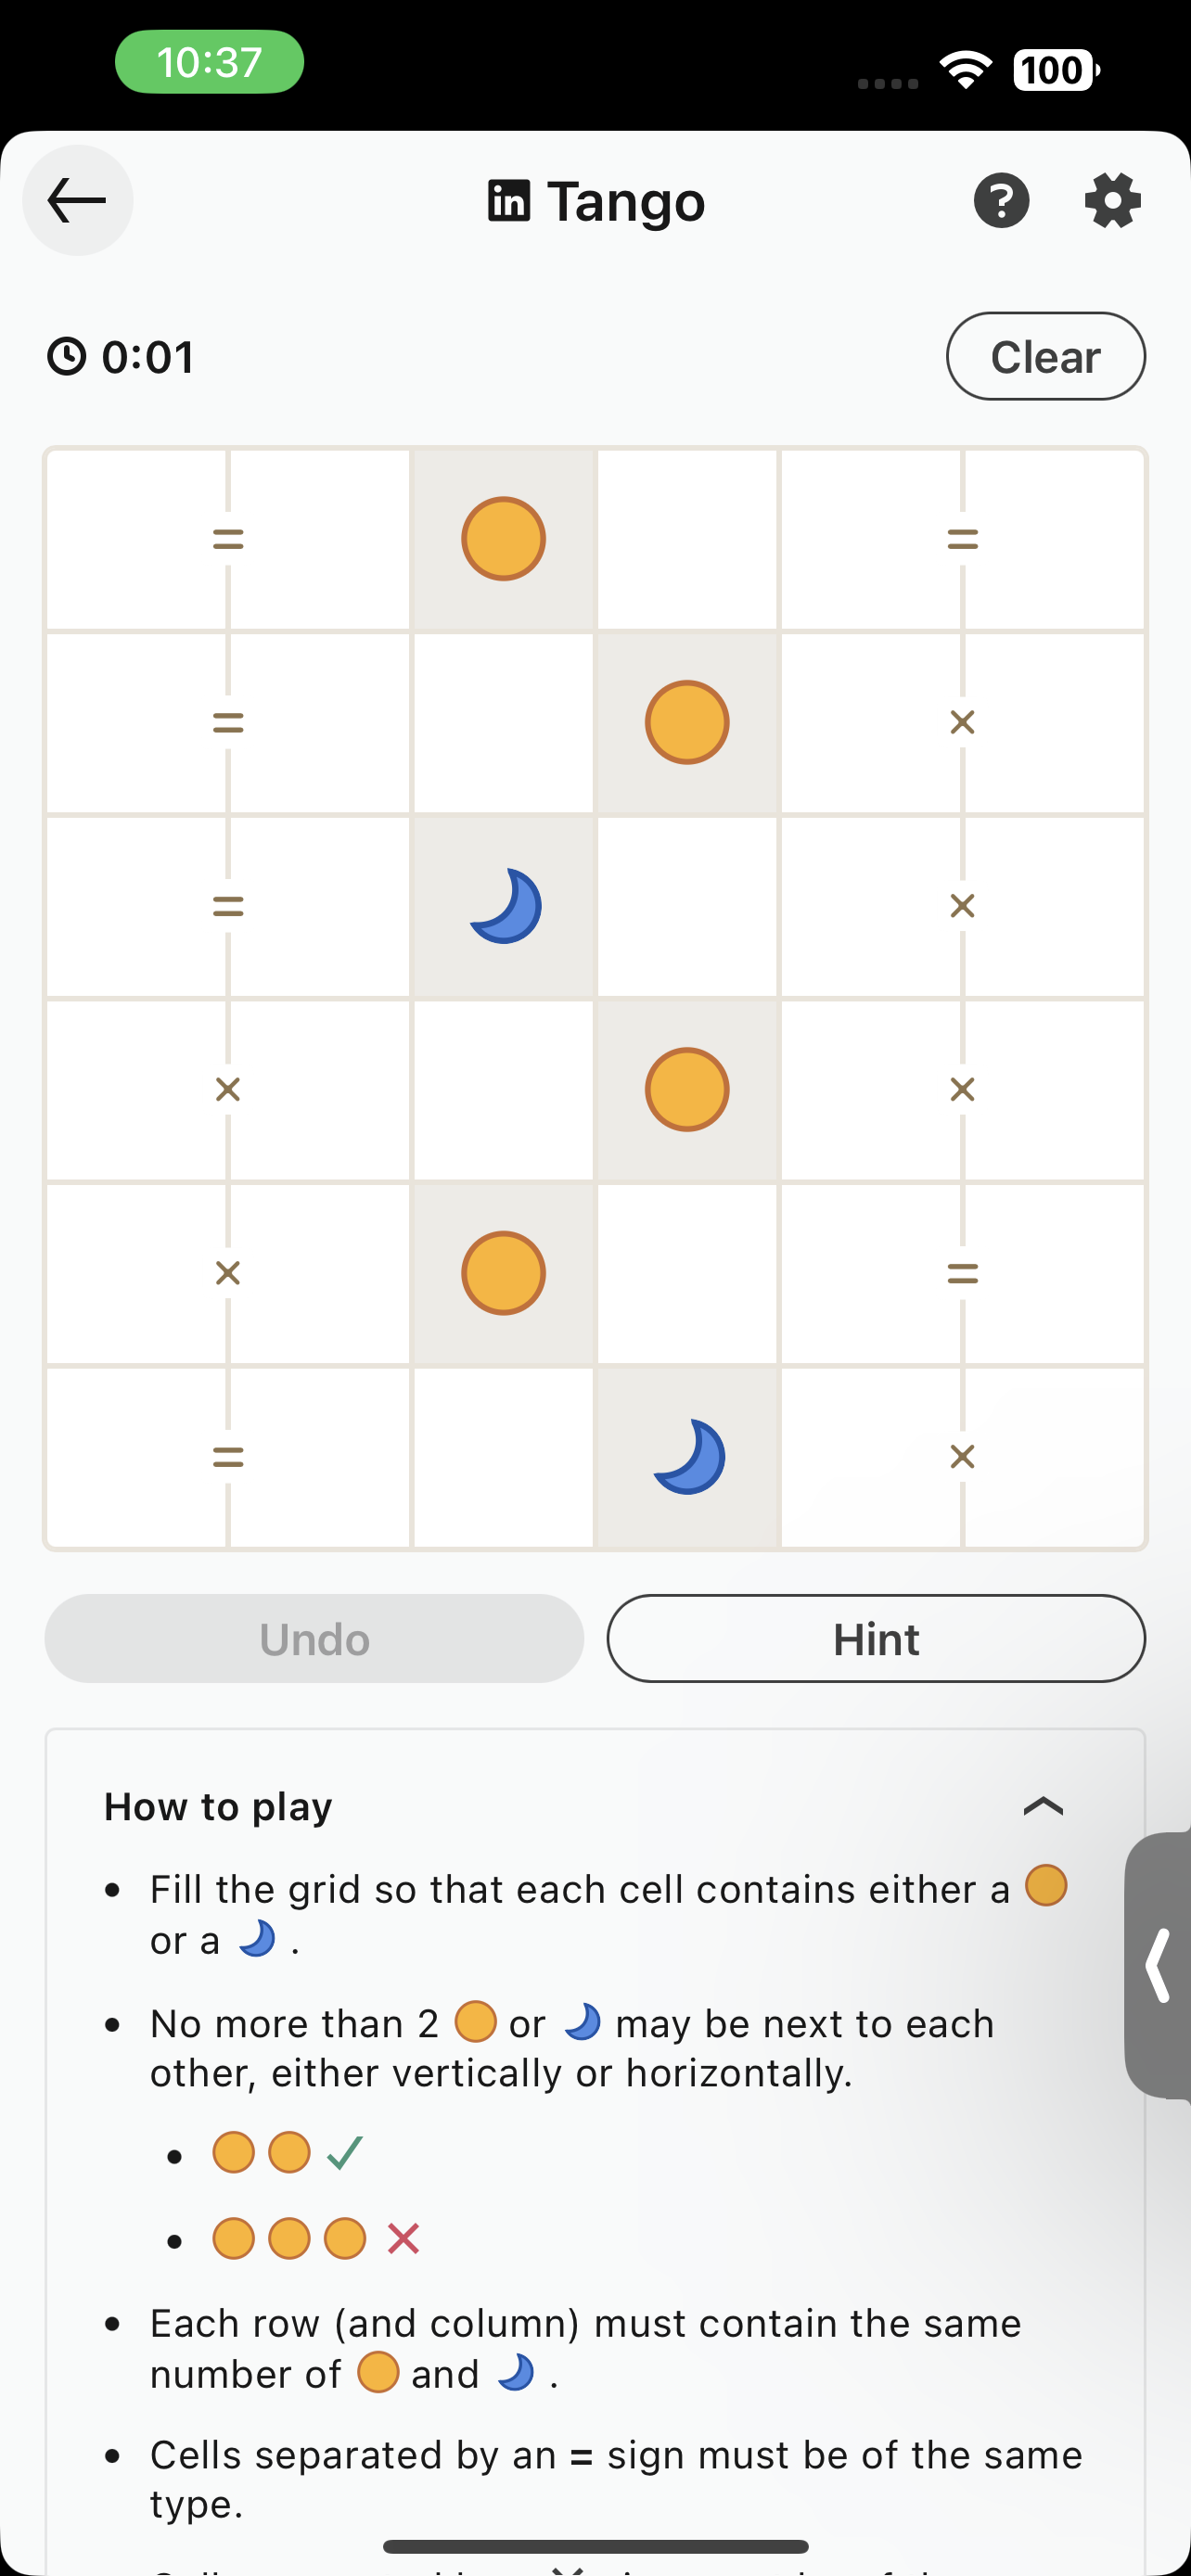 10:37
100
in Tango
?
0:01
Clear
= =
= ×
= ×
× ×
× =
= ×
Undo
Hint
How to play
• Fill the grid so that each cell contains either a
or a .
• No more than 2 or may be next to each
other, either vertically or horizontally.
• Each row (and column) must contain the same
number of and .
• Cells separated by an = sign must be of the same
type.